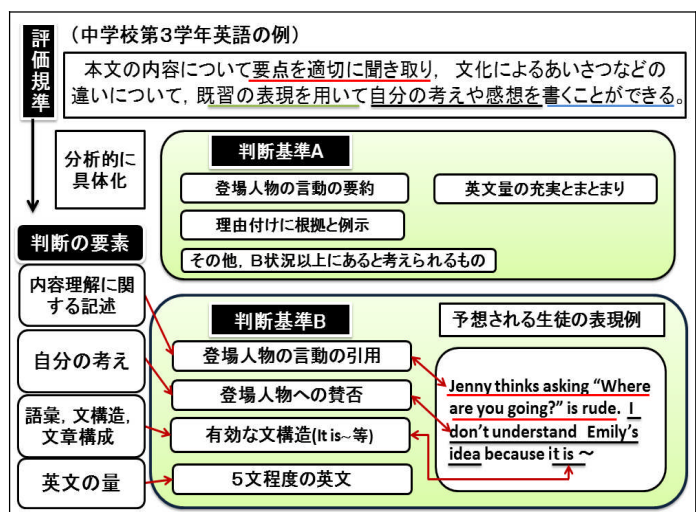 評価規準
(中学校第3学年英語の例)
本文の内容について要点を適切に聞き取り, 文化によるあいさつなどの
違いについて, 既習の表現を用いて自分の考えや感想を書くことができる。
分析的に
具体化
判断基準A
登場人物の言動の要約
英文量の充実とまとまり
理由付けに根拠と例示
その他, B状況以上にあると考えられるもの
判断の要素
内容理解に関
する記述
自分の考え
語彙, 文構造,
文章構成
英文の量
判断基準B
登場人物の言動の引用
登場人物への賛否
有効な文構造(It is~等)
5文程度の英文
予想される生徒の表現例
Jenny thinks asking “Where
are you going?” is rude. I
don’t understand Emily’s
idea because it is ~